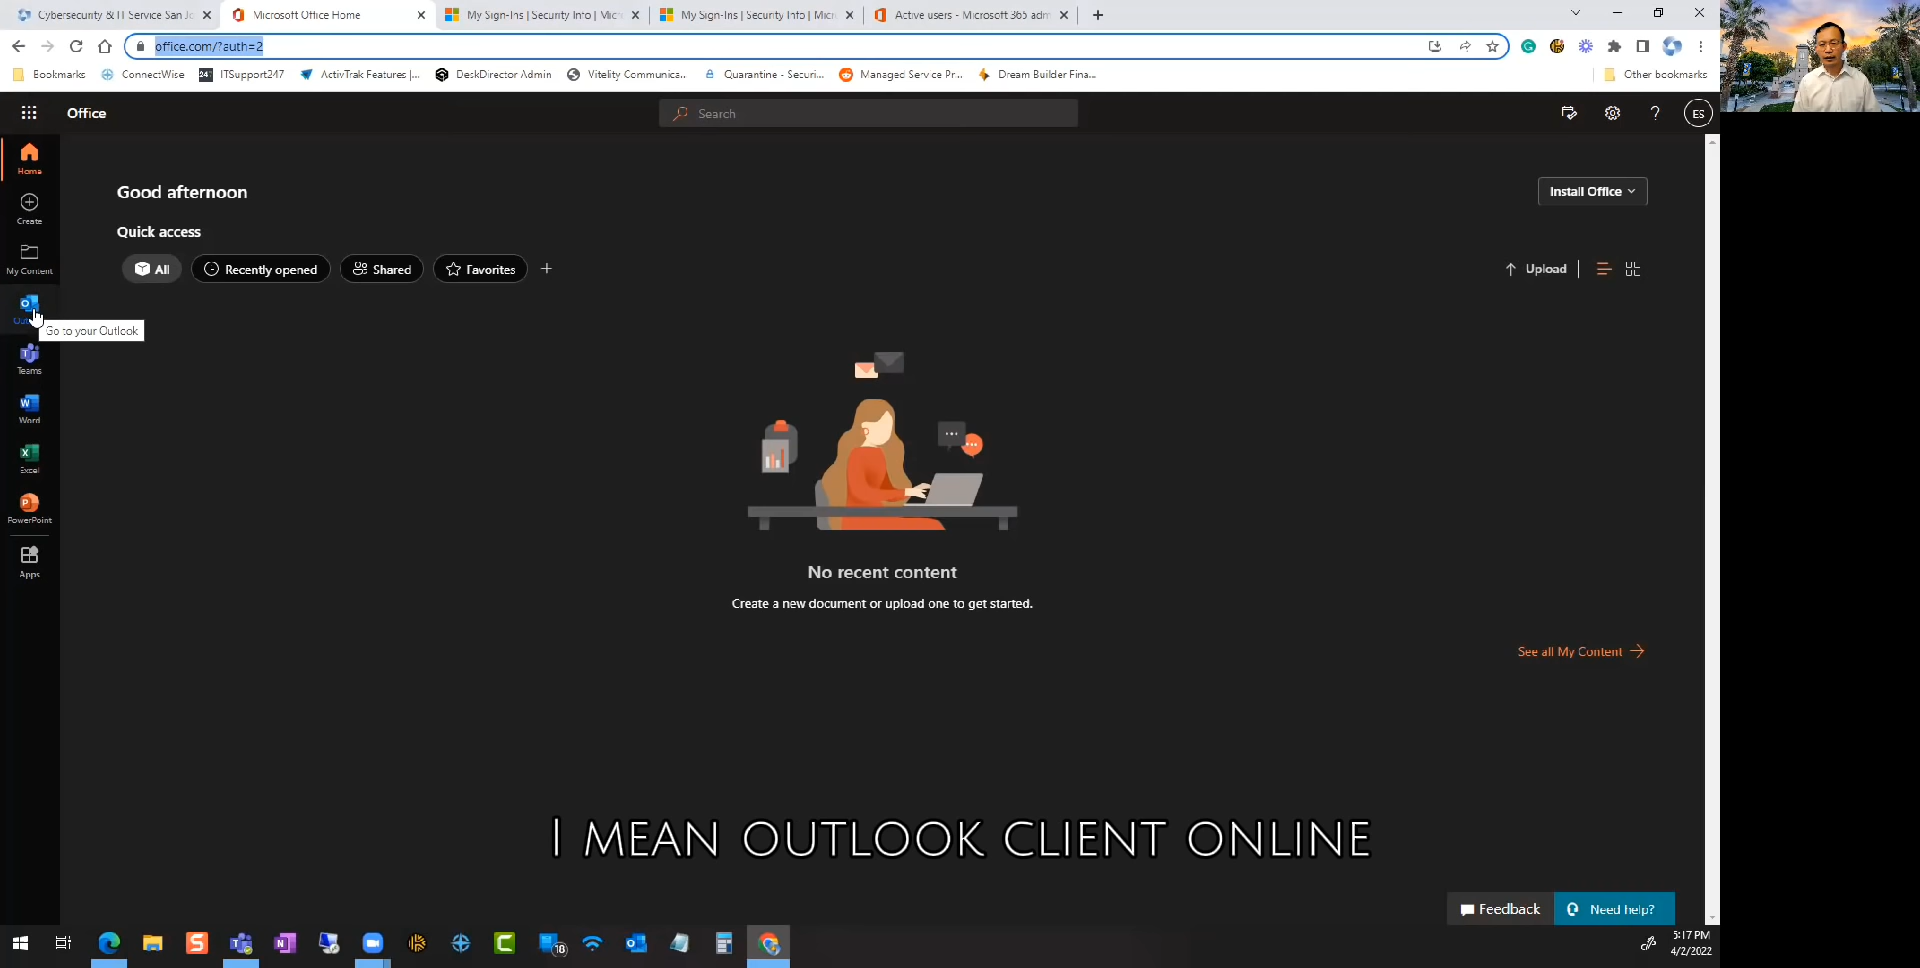 Cybersecurity & IT Service San Jo
Microsoft Office Home
My Sign-Ins | Security Info | Micr
My Sign-Ins | Security Info | Micr
Active users - Microsoft 365 adm
office.com/?auth=2
Bookmarks
ConnectWise
247
ITSupport247
ActivTrak Features |...
DeskDirector Admin
Vitelity Communica...
Quarantine - Securi...
Managed Service Pr...
Dream Builder Fina...
Other bookmarks
Office
Search
?
ES
Home
Create
My Content
Go to your Outlook
Teams
Word
Excel
PowerPoint
Apps
Good afternoon
Install Office
Quick access
All
Recently opened
Shared
Favorites
Upload
No recent content
Create a new document or upload one to get started.
See all My Content
I MEAN OUTLOOK CLIENT ONLINE
Feedback
Need help?
18
5:17 PM
4/2/2022